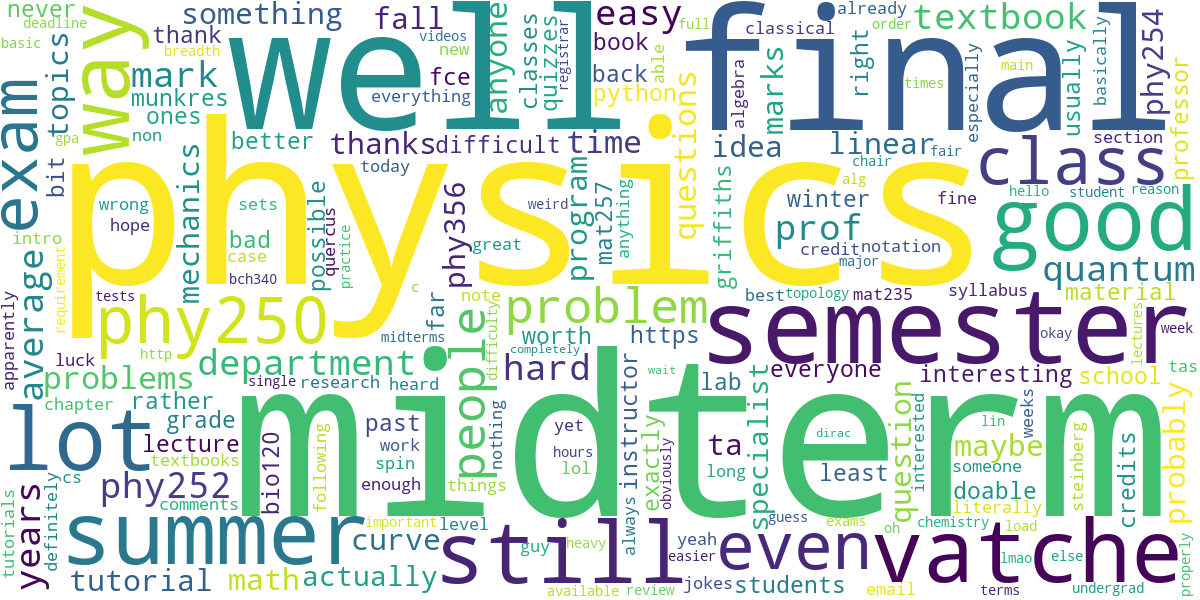 never
deadline
basic
something
thank
breadth
fall
videos
new
registrar
easy
full
classical
already
order
textbook
way
well
final
topics
mark
munkres
ones
fce
everything
anyone
classes
quizzes
book
back
python
able
algebra
marks
right
times
especially
main
usually
basically
phy254
exam
gpa
non
bit
better
thanks
difficult
time
questions
idea
linear
chair
fair
class
section
professor
physics
today
wrong
hope
sets
mechanics
bad
case
bch340
possible
quercus
practice
phy356
weird
great
program
mat257
anything
griffiths
winter
prof
alg
credit
notation
major
fine
hello
student
reason
good
quantum
intro
average
requirement
tests
apparently
phy250
c
note
far
midterms
people
difficulty
problem
worth
https
completely
best
topology
mat235
syllabus
material
semester
okay
lectures
week
luck
http
department
single
research
heard
problems
chapter
rather
grade
hard
wait
lab
everyone
interesting
school
tas
lot
midterm
textbooks
lecture
past
work
spin
enough
nothing
things
yet
hours
lol
exactly
instructor
obviously
ta
long
specialist
dirac
least
question
interested
lin
maybe
someone
doable
literally
weeks
steinberg
credits
probably
cs
phy252
comments
bio120
following
years
tutorials
definitely
summer
important
curve
level
still
guy
heavy
always
yeah
easier
guess
exams
even
oh
chemistry
load
vatche
lmao
else
properly
tutorial
math
actually
available
review
jokes
students
email
terms
undergrad